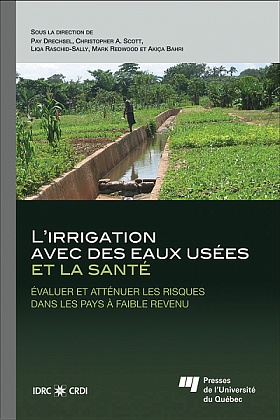 SOUS LA DIRECTION DE
PAY DRECHSEL, CHRISTOPHER A. SCOTT,
LIQA RASCHID-SALLY, MARK REDWOOD ET AKIÇA BAHRI
L'IRRIGATION
AVEC DES EAUX USÉES
ET LA SANTÉ
ÉVALUER ET ATTÉNUER LES RISQUES
DANS LES PAYS À FAIBLE REVENU
IDRC CRDI
Presses
de l'Université
du Québec